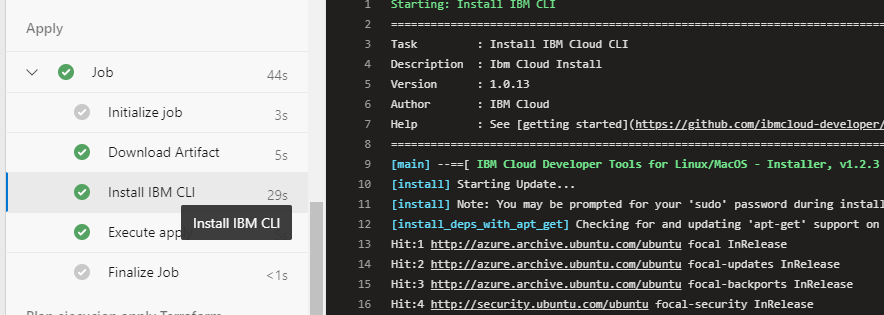 Apply
Job 44s
Initialize job 3s
Download Artifact 5s
Install IBM CLI 29s
Install IBM CLI
Execute app
Finalize Job <1s
1 Starting: Install IBM CLI
2 ==============================================================================
3 Task : Install IBM Cloud CLI
4 Description : Ibm Cloud Install
5 Version : 1.0.13
6 Author : IBM Cloud
7 Help : See [getting started](https://github.com/ibmcloud-developer/
8 ==============================================================================
9 [main] --==[ IBM Cloud Developer Tools for Linux/MacOS - Installer, v1.2.3
10 [install] Starting Update...
11 [install] Note: You may be prompted for your 'sudo' password during install
12 [install_deps_with_apt_get] Checking for and updating 'apt-get' support on
13 Hit:1 http://azure.archive.ubuntu.com/ubuntu focal InRelease
14 Hit:2 http://azure.archive.ubuntu.com/ubuntu focal-updates InRelease
15 Hit:3 http://azure.archive.ubuntu.com/ubuntu focal-backports InRelease
16 Hit:4 http://security.ubuntu.com/ubuntu focal-security InRelease